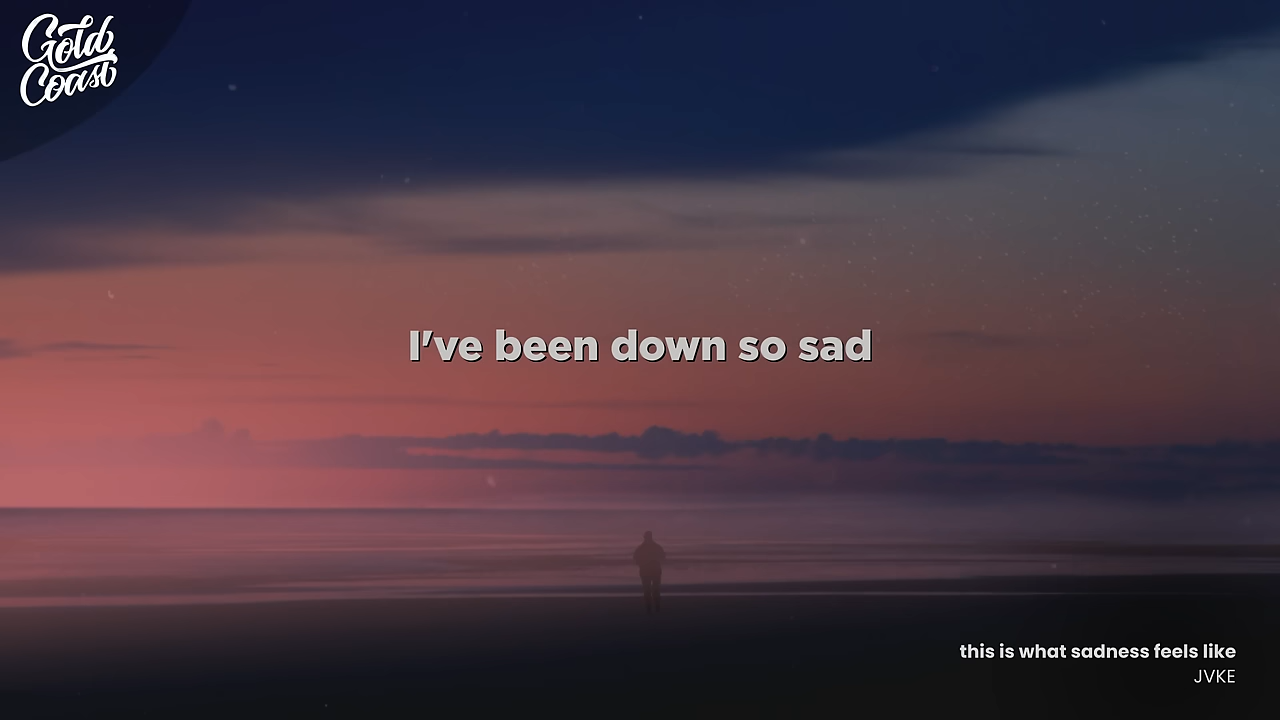 Gold
Coast
I've been down so sad
this is what sadness feels like
JVKE